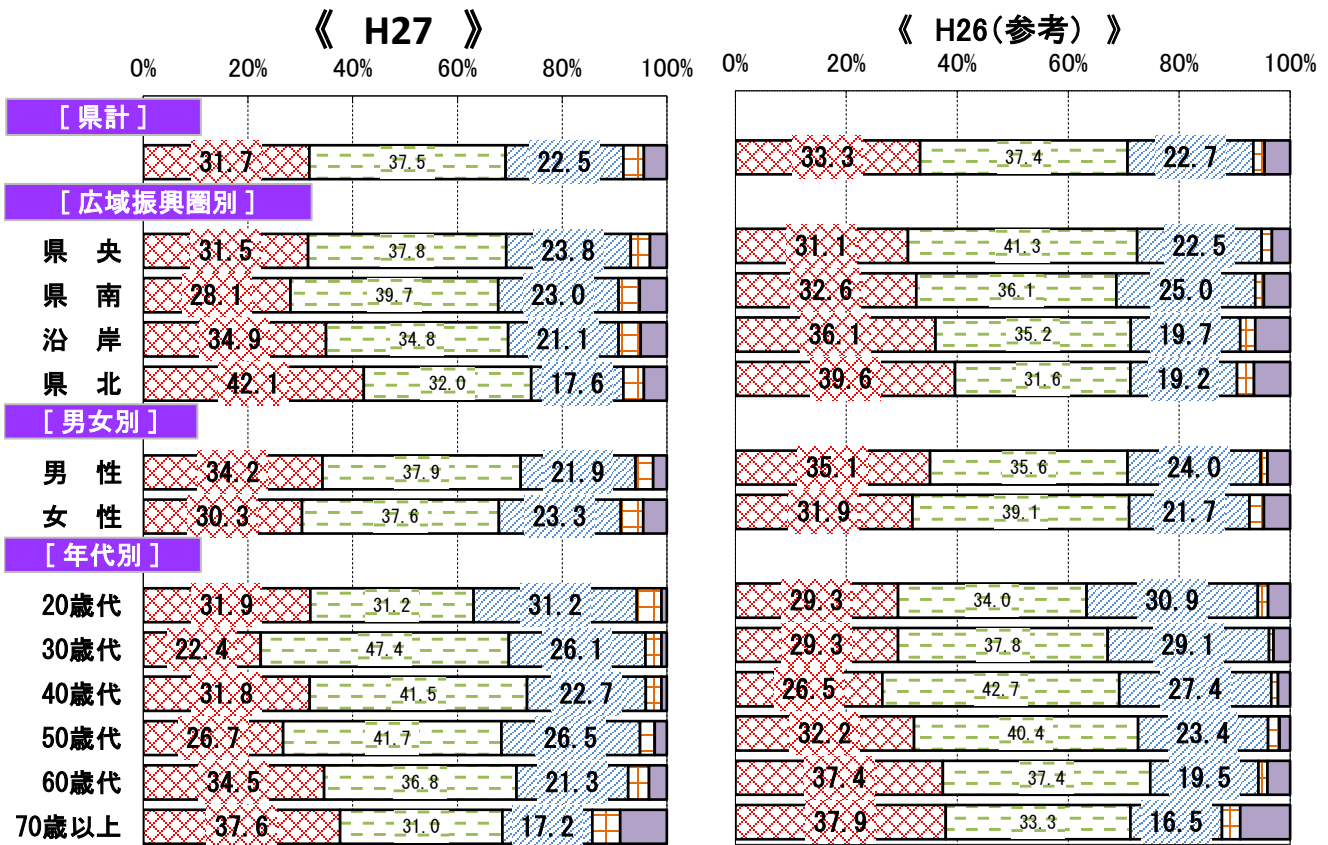 《 H27 》
《 H26(参考) 》
0% 20% 40% 60% 80% 100%
0% 20% 40% 60% 80% 100%
[ 県計 ]
31.7 37.5 22.5
33.3 37.4 22.7
[ 広域振興圏別 ]
県 央 31.5 37.8 23.8
31.1 41.3 22.5
県 南 28.1 39.7 23.0
32.6 36.1 25.0
沿 岸 34.9 34.8 21.1
36.1 35.2 19.7
県 北 42.1 32.0 17.6
39.6 31.6 19.2
[ 男女別 ]
男 性 34.2 37.9 21.9
35.1 35.6 24.0
女 性 30.3 37.6 23.3
31.9 39.1 21.7
[ 年代別 ]
20歳代 31.9 31.2 31.2
29.3 34.0 30.9
30歳代 22.4 47.4 26.1
29.3 37.8 29.1
40歳代 31.8 41.5 22.7
26.5 42.7 27.4
50歳代 26.7 41.7 26.5
32.2 40.4 23.4
60歳代 34.5 36.8 21.3
37.4 37.4 19.5
70歳以上 37.6 31.0 17.2
37.9 33.3 16.5